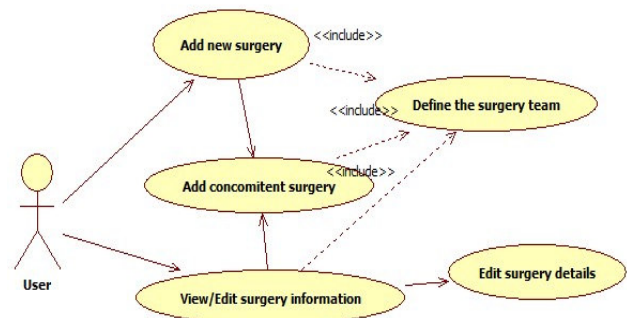 Add new surgery
<<include>>
Define the surgery team
<<include>>
Add concomitent surgery
<<include>>
User
View/Edit surgery information
Edit surgery details